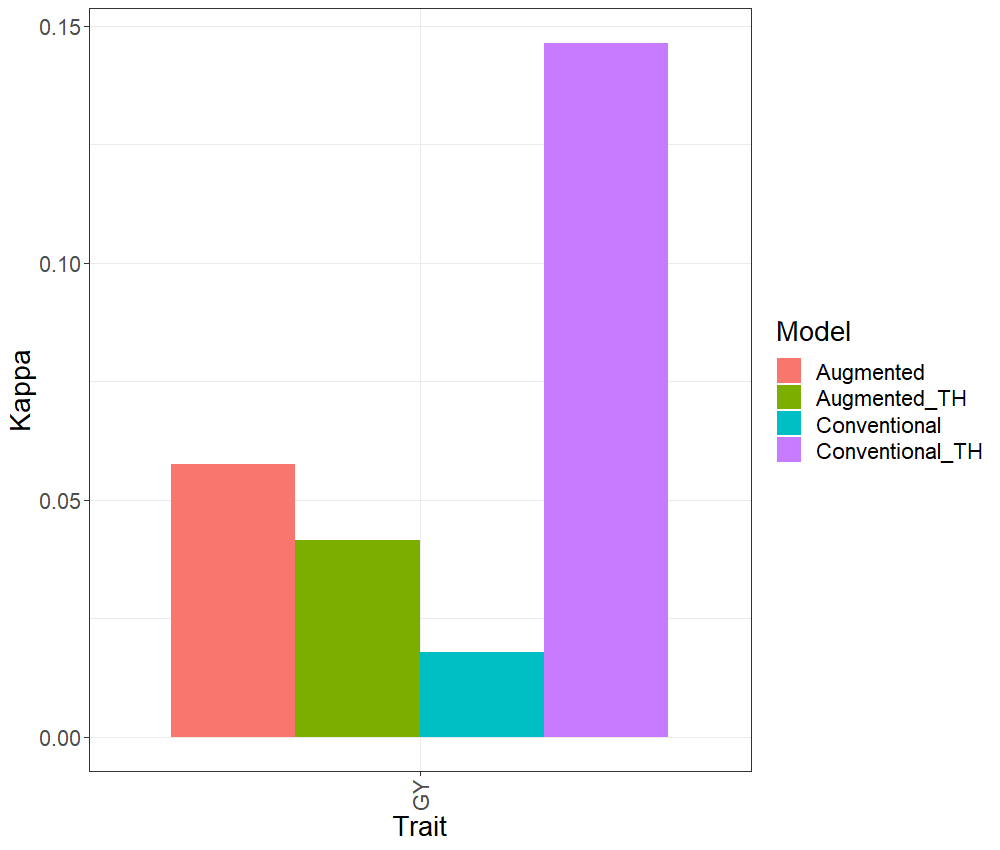 0.15
0.10
0.05
0.00
Kappa
GY
Trait
Model
Augmented
Augmented_TH
Conventional
Conventional_TH